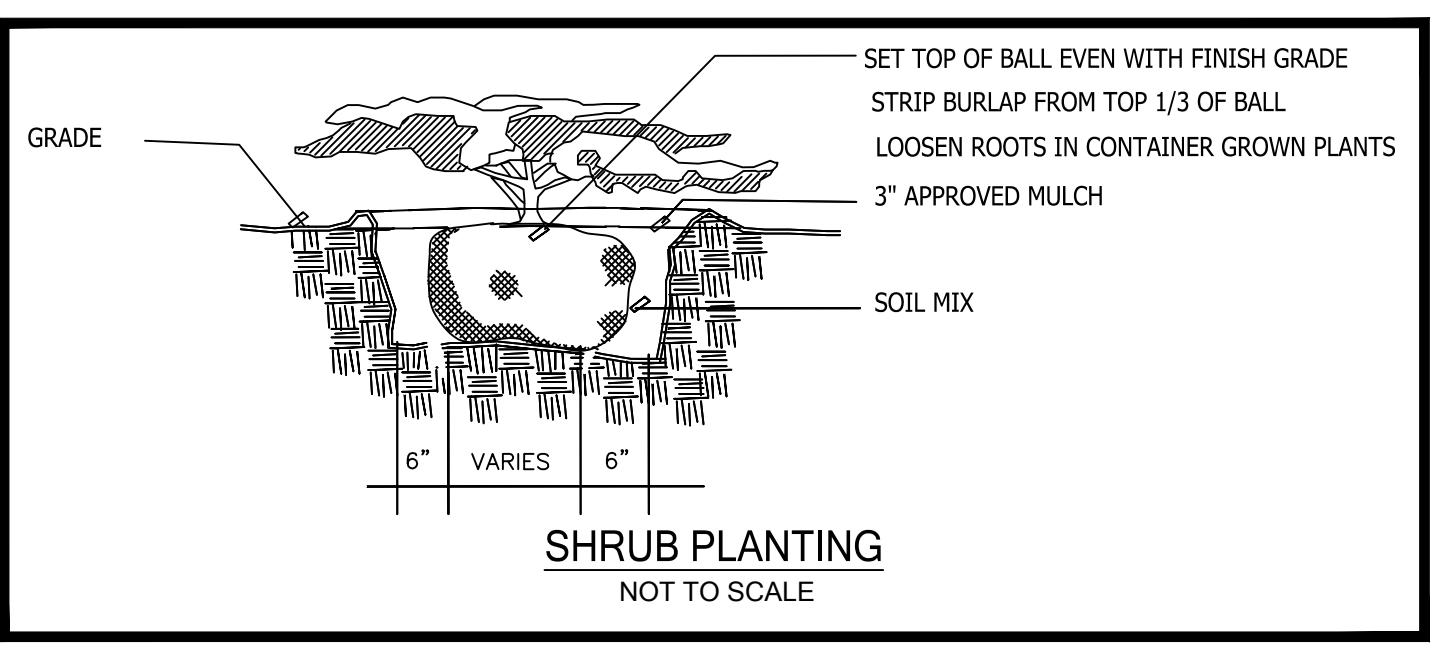 SET TOP OF BALL EVEN WITH FINISH GRADE
STRIP BURLAP FROM TOP 1/3 OF BALL
GRADE
LOOSEN ROOTS IN CONTAINER GROWN PLANTS
3" APPROVED MULCH
SOIL MIX
6" VARIES 6"
SHRUB PLANTING
NOT TO SCALE